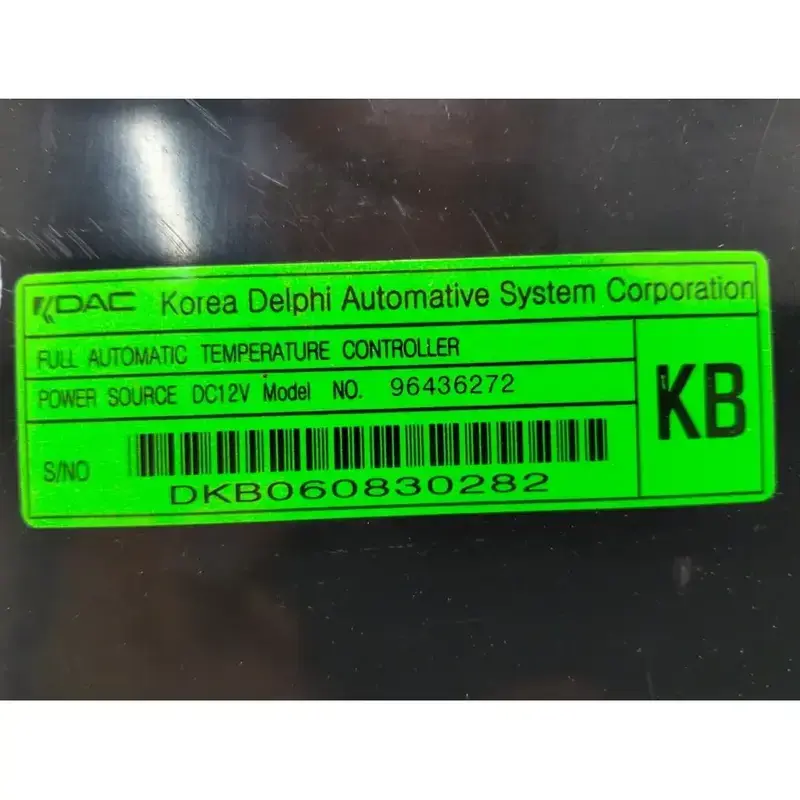 KDAC Korea Delphi Automative System Corporation
FULL AUTOMATIC TEMPERATURE CONTROLLER
POWER SOURCE DC12V Model NO. 96436272
KB
S/NO
DKB060830282